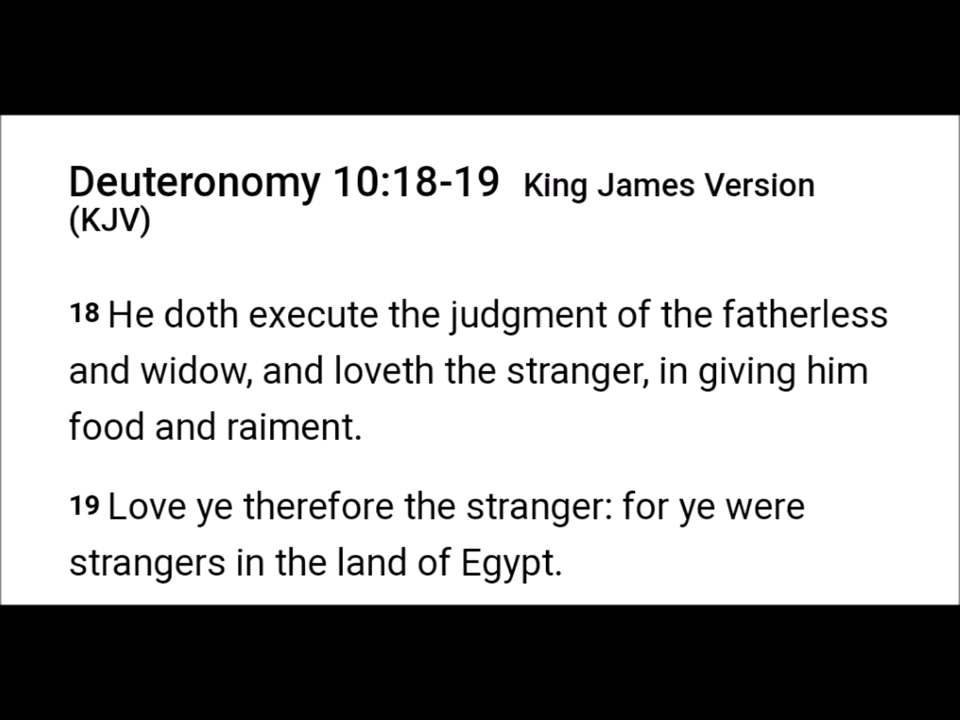 Deuteronomy 10:18-19 King James Version
(KJV)
18 He doth execute the judgment of the fatherless
and widow, and loveth the stranger, in giving him
food and raiment.
19 Love ye therefore the stranger: for ye were
strangers in the land of Egypt.